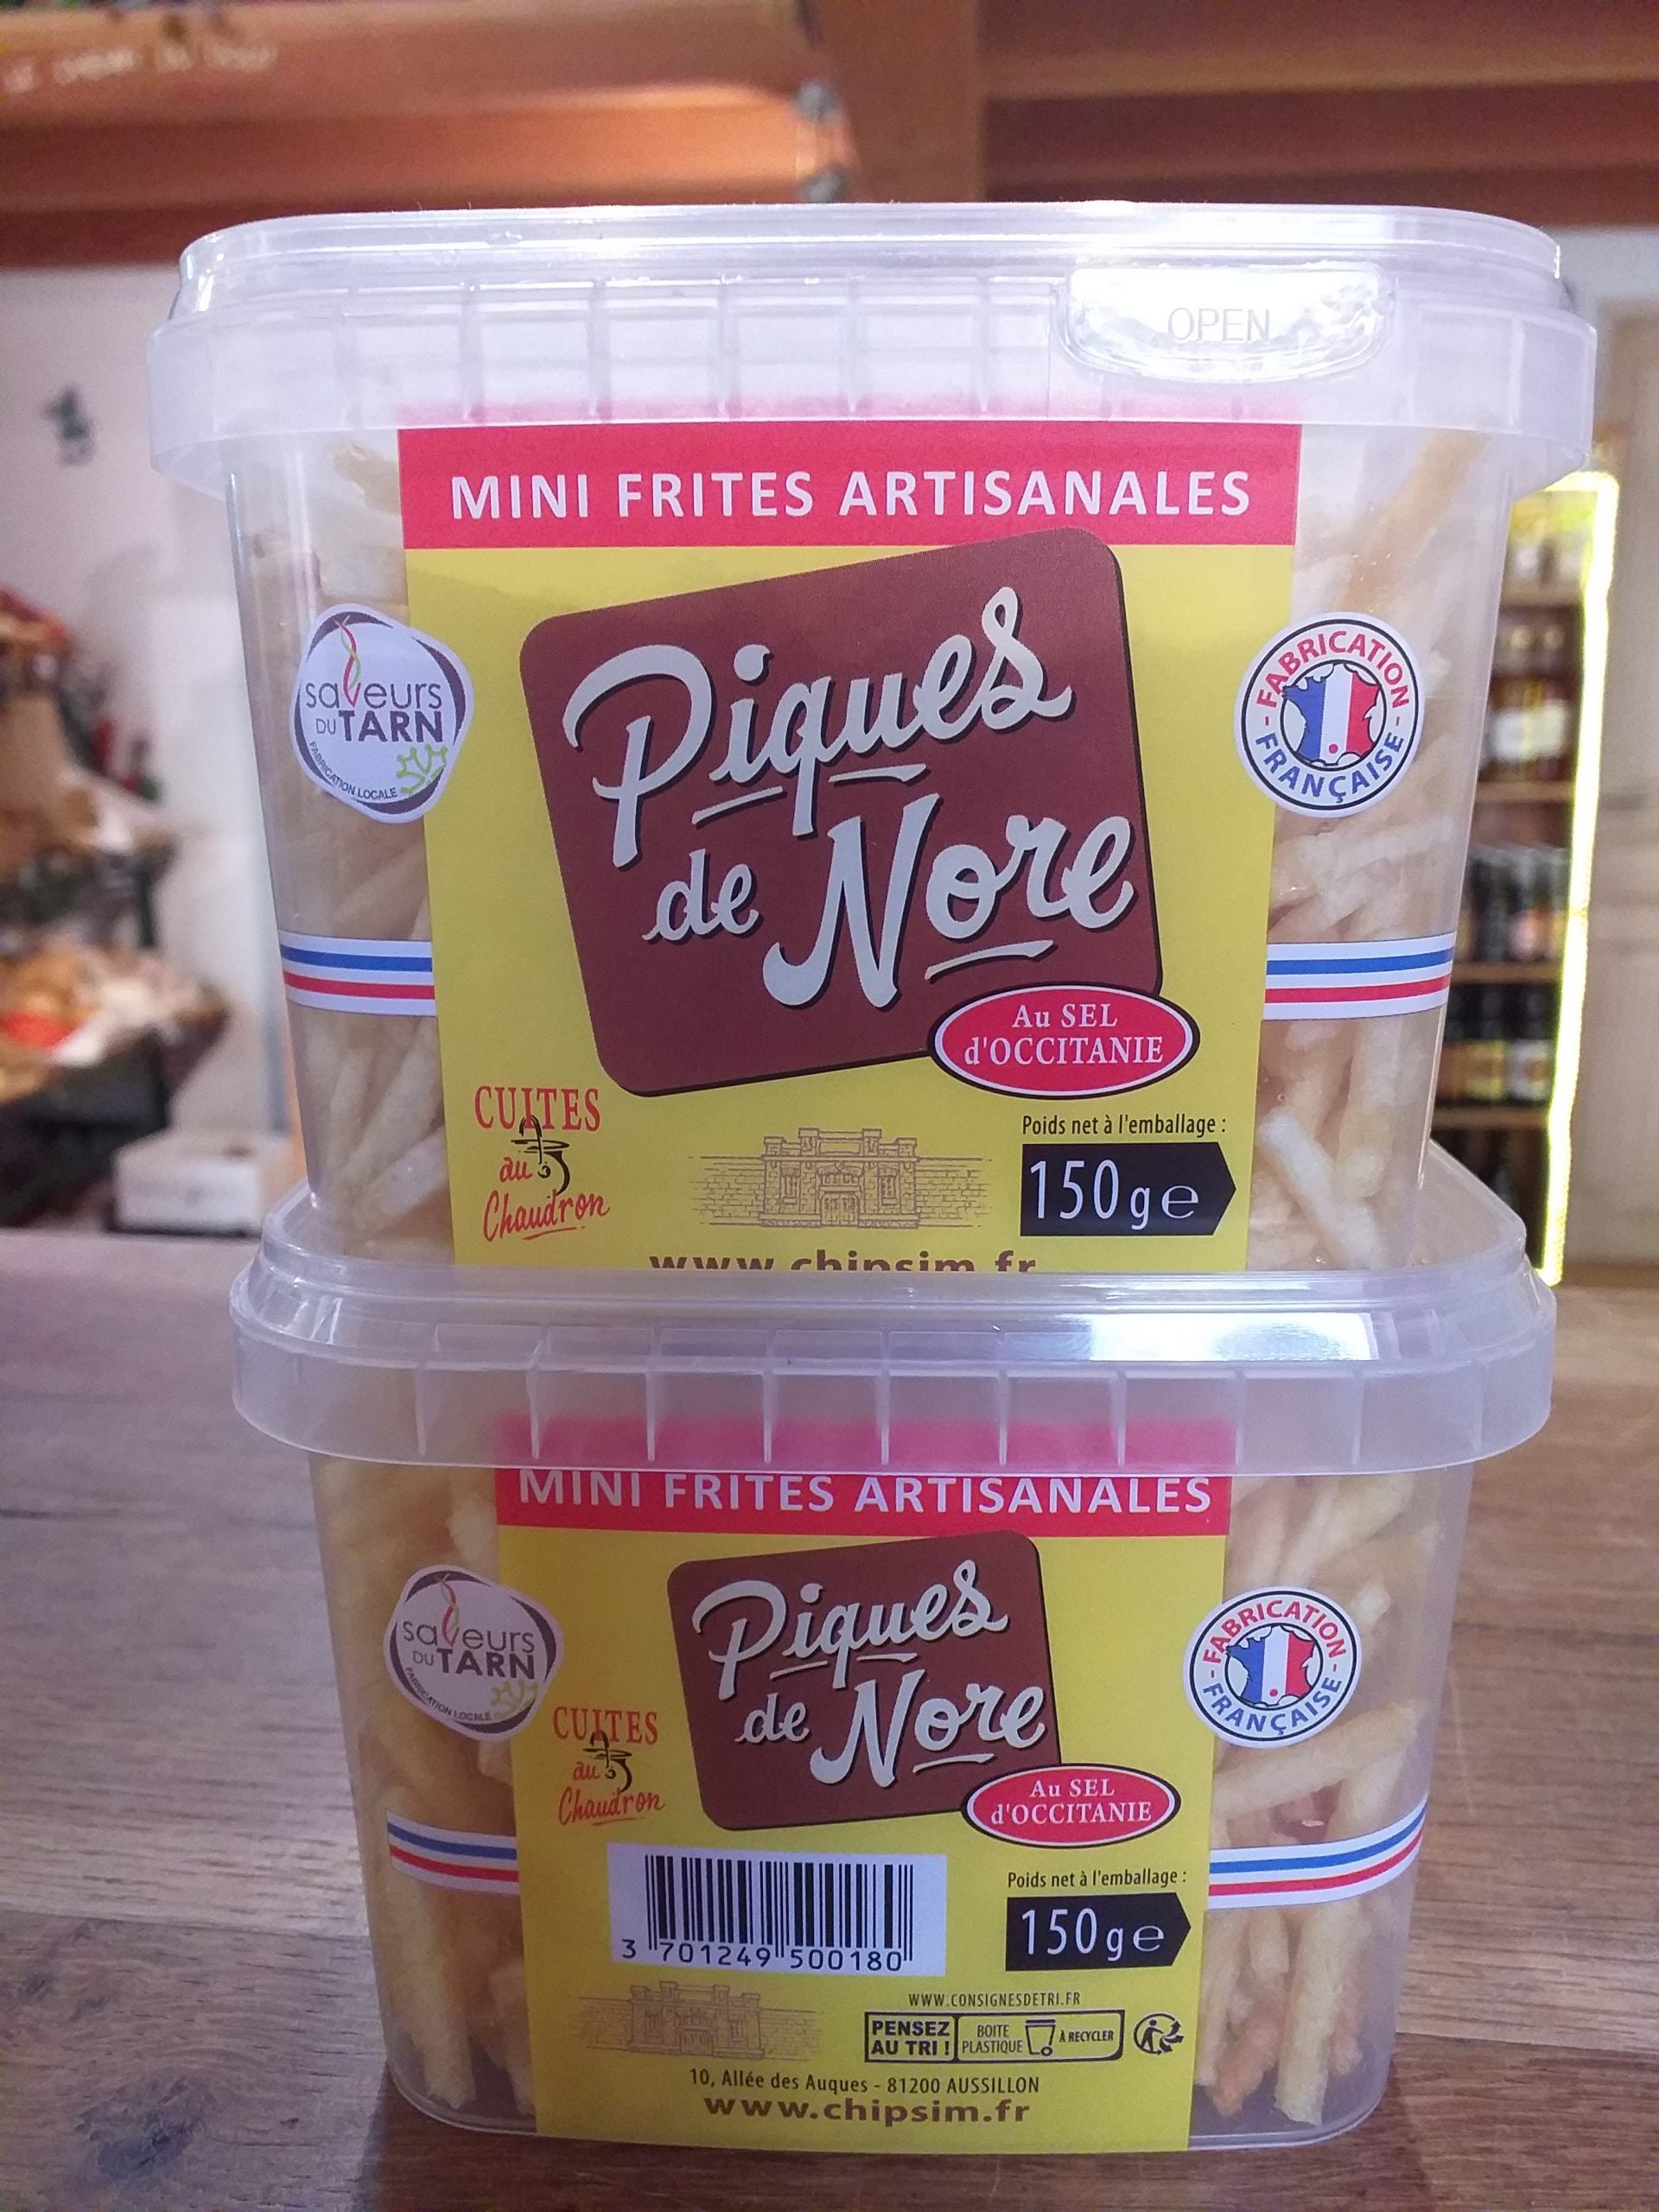 OPEN
MINI FRITES ARTISANALES
saveurs
DU TARN
FABRICATION LOCALE
Piques
de Nore
- FABRICATION -
FRANÇAISE
Au SEL
d'OCCITANIE
CUITES
au
Chaudron
Poids net à l'emballage :
150g e
www.chipsim.fr
MINI FRITES ARTISANALES
saveurs
DU TARN
FABRICATION LOCALE
Piques
de Nore
- FABRICATION -
FRANÇAISE
CUITES
au
Chaudron
Au SEL
d'OCCITANIE
3 701249 500180
Poids net à l'emballage :
150g e
WWW.CONSIGNESDETRI.FR
PENSEZ
AU TRI !
BOITE
PLASTIQUE
À RECYCLER
10, Allée des Auques - 81200 AUSSILLON
www.chipsim.fr